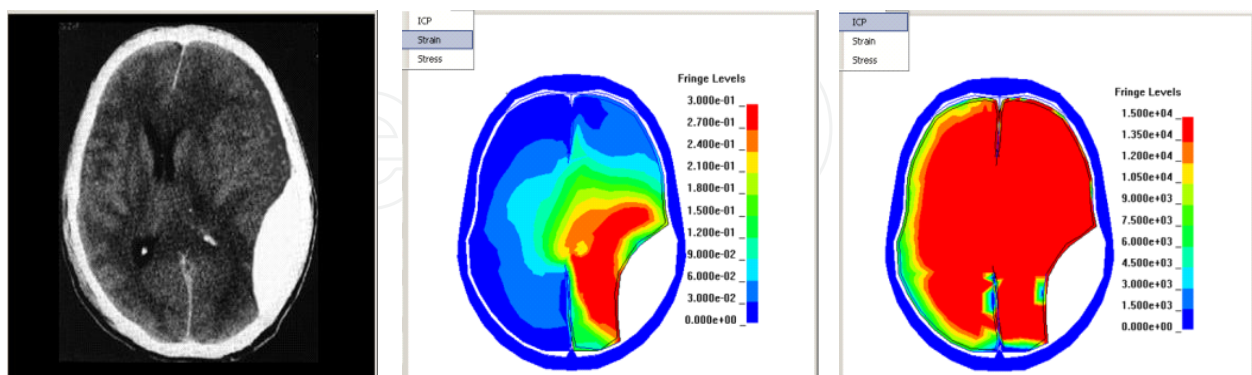 ICP
Strain
Stress
Fringe Levels
3.000e-01
2.700e-01
2.400e-01
2.100e-01
1.800e-01
1.500e-01
1.200e-01
9.000e-02
6.000e-02
3.000e-02
0.000e+00
ICP
Strain
Stress
Fringe Levels
1.500e+04
1.350e+04
1.200e+04
1.050e+04
9.000e+03
7.500e+03
6.000e+03
4.500e+03
3.000e+03
1.500e+03
0.000e+00